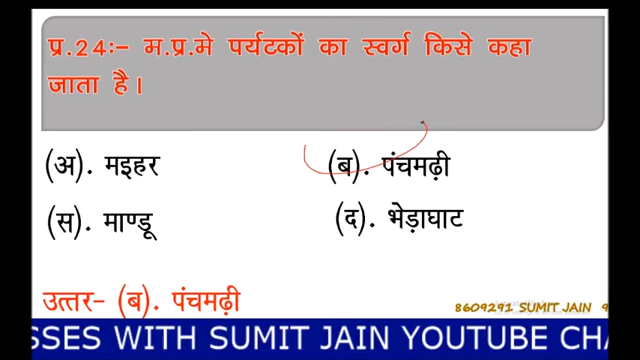 प्र.24:- म.प्र.मे पर्यटकों का स्वर्ग किसे कहा
जाता है।
(अ). मइहर (ब). पंचमढ़ी
(स). माण्डू (द). भेड़ाघाट
उत्तर- (ब). पंचमढ़ी
8609291 SUMIT JAIN 9
SSES WITH SUMIT JAIN YOUTUBE CHA